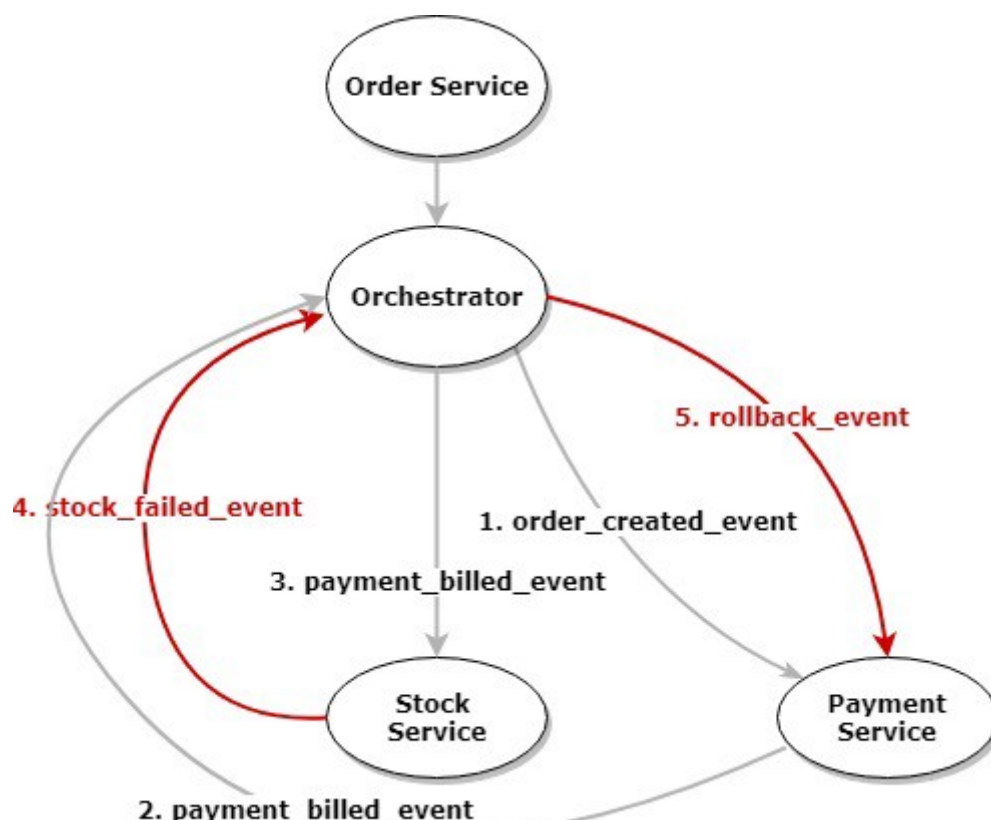 Order Service
Orchestrator
5. rollback_event
4. stock_failed_event
1. order_created_event
3. payment_billed_event
Stock
Service
Payment
Service
2. payment_billed_event